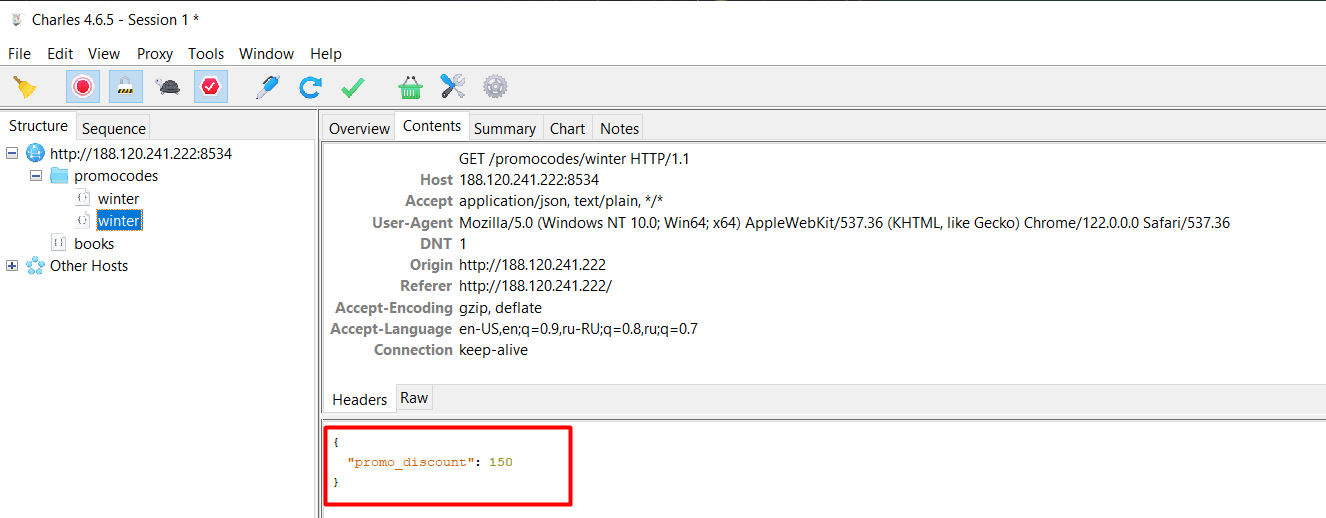 Charles 4.6.5 - Session 1 *
File Edit View Proxy Tools Window Help
Structure Sequence
http://188.120.241.222:8534
promocodes
winter
winter
books
Other Hosts
Overview Contents Summary Chart Notes
GET /promocodes/winter HTTP/1.1
Host 188.120.241.222:8534
Accept application/json, text/plain, */*
User-Agent Mozilla/5.0 (Windows NT 10.0; Win64; x64) AppleWebKit/537.36 (KHTML, like Gecko) Chrome/122.0.0.0 Safari/537.36
DNT 1
Origin http://188.120.241.222
Referer http://188.120.241.222/
Accept-Encoding gzip, deflate
Accept-Language en-US,en;q=0.9,ru-RU;q=0.8,ru;q=0.7
Connection keep-alive
Headers Raw
{
"promo_discount": 150
}